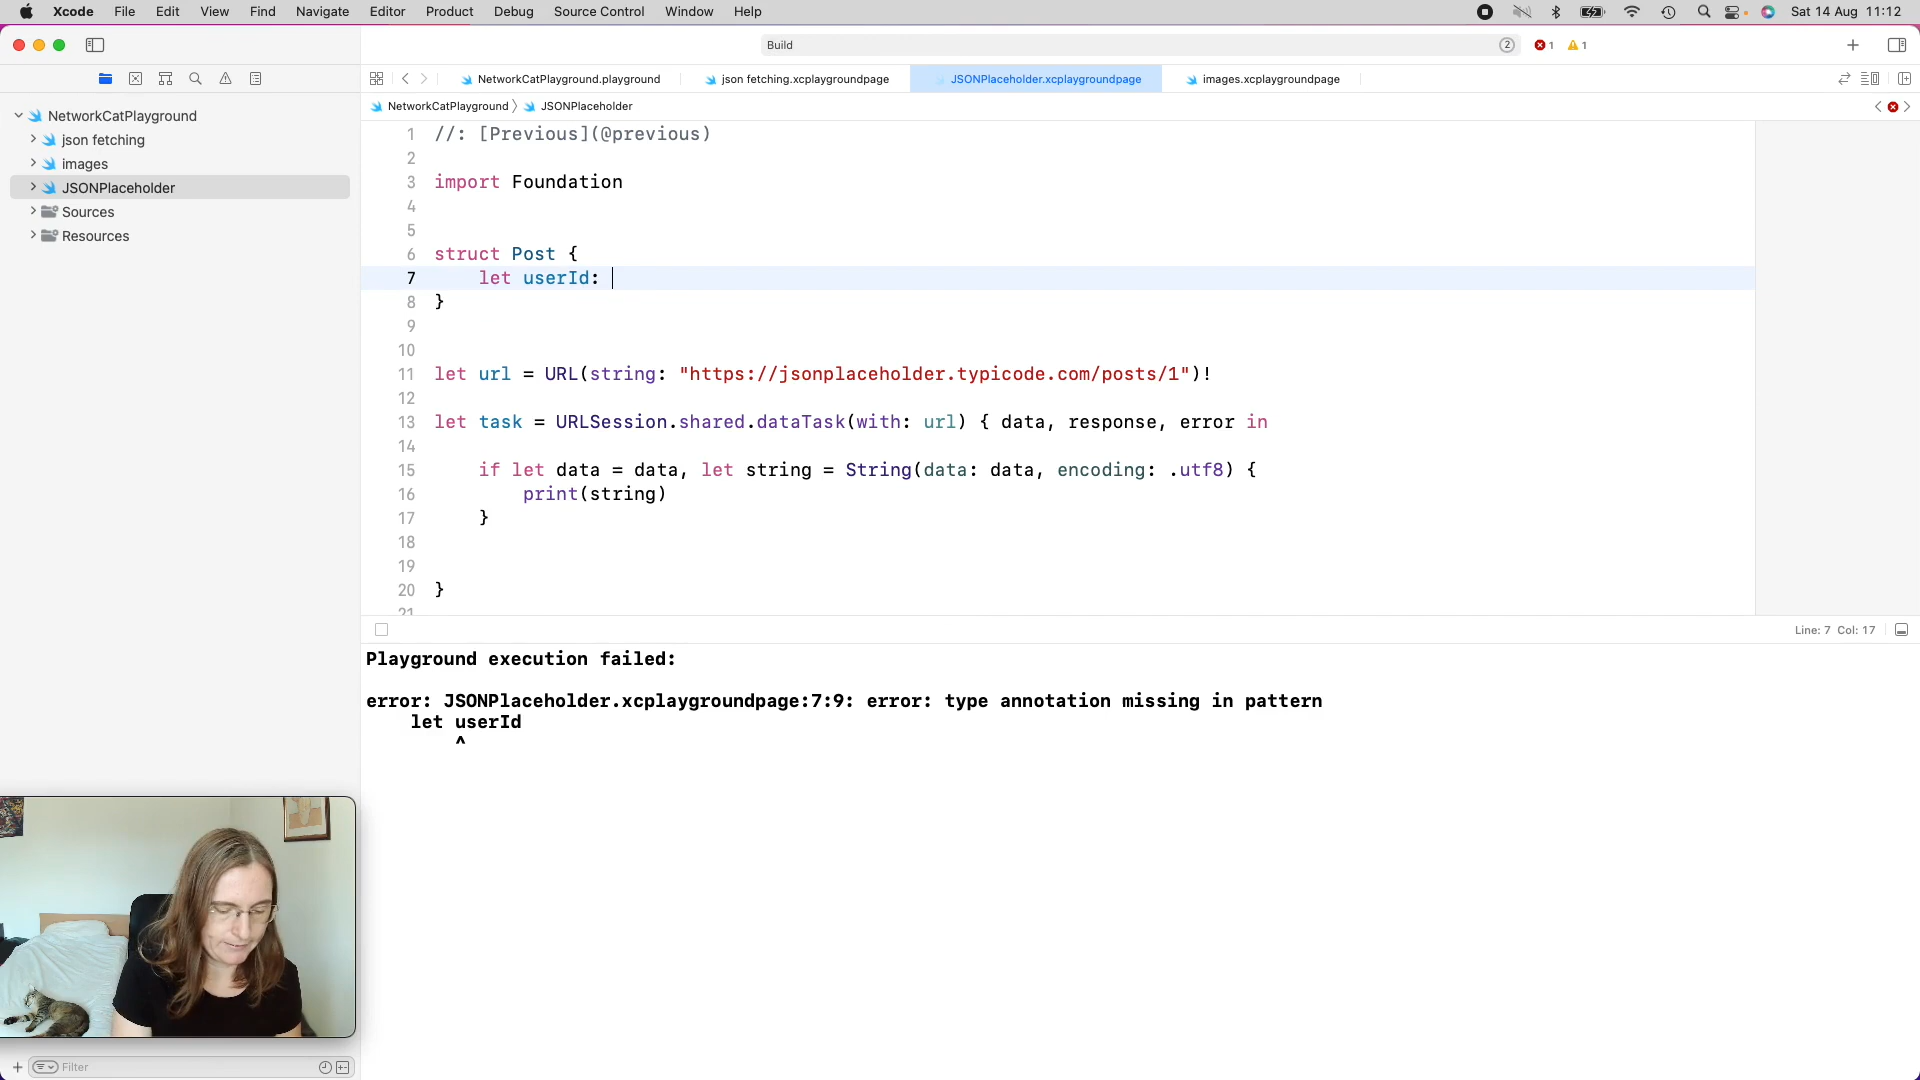 Xcode File Edit View Find Navigate Editor Product Debug Source Control Window Help Sat 14 Aug 11:12
Build 2 1 1
NetworkCatPlayground.playground json fetching.xcplaygroundpage JSONPlaceholder.xcplaygroundpage images.xcplaygroundpage
NetworkCatPlayground JSONPlaceholder
NetworkCatPlayground
json fetching
images
JSONPlaceholder
Sources
Resources
1 //: [Previous](@previous)
2
3 import Foundation
4
5
6 struct Post {
7 let userId:
8 }
9
10
11 let url = URL(string: "https://jsonplaceholder.typicode.com/posts/1")!
12
13 let task = URLSession.shared.dataTask(with: url) { data, response, error in
14
15 if let data = data, let string = String(data: data, encoding: .utf8) {
16 print(string)
17 }
18
19
20 }
21
Line: 7 Col: 17
Playground execution failed:
error: JSONPlaceholder.xcplaygroundpage:7:9: error: type annotation missing in pattern
let userId
^
Filter